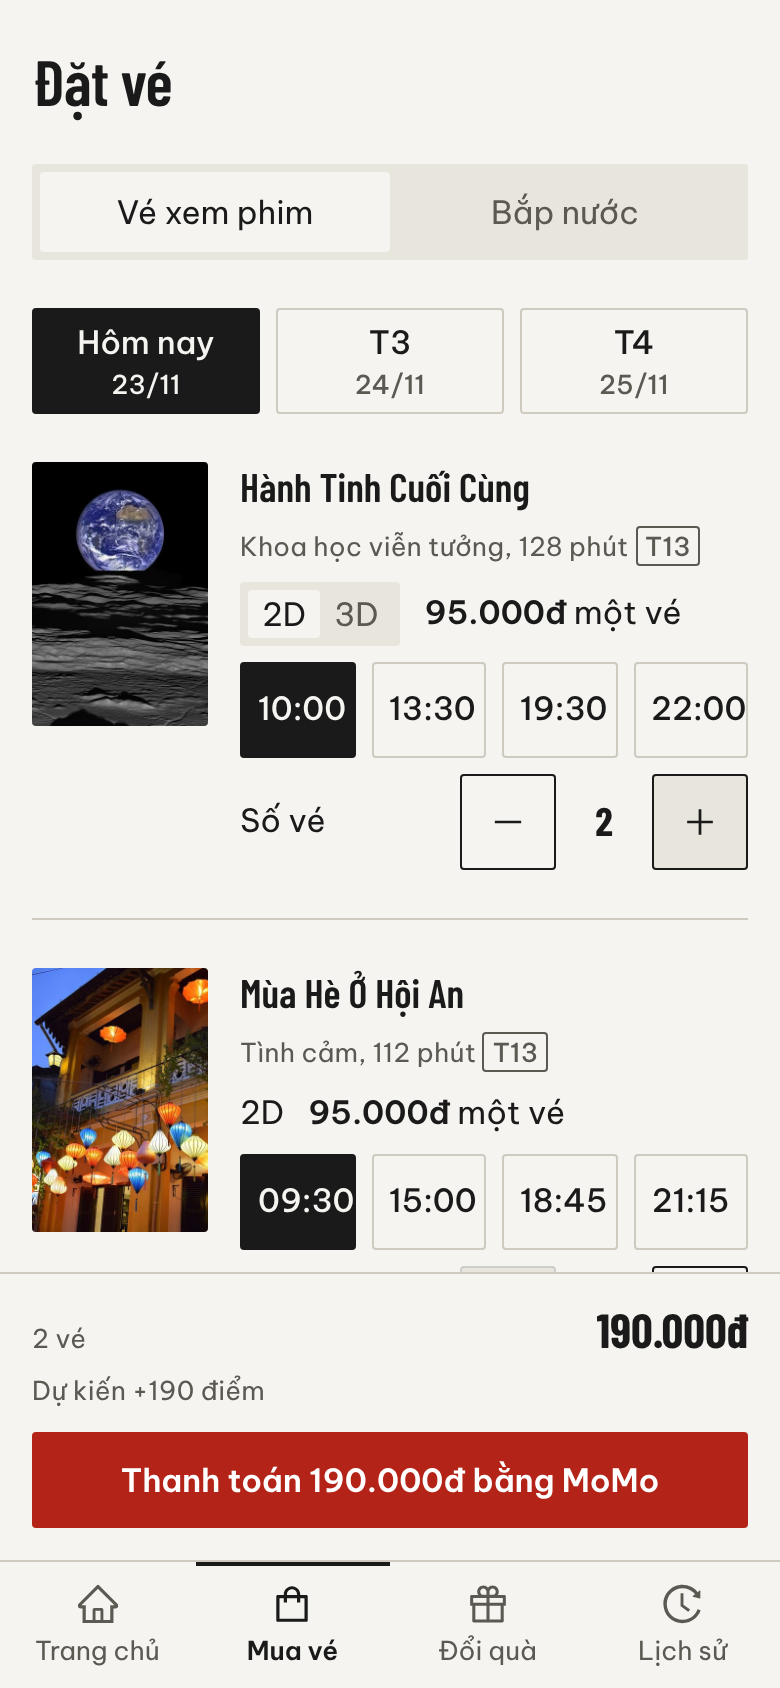 Đặt vé
Vé xem phim
Bắp nước
Hôm nay
23/11
T3
24/11
T4
25/11
Hành Tinh Cuối Cùng
Khoa học viễn tưởng, 128 phút T13
2D 3D 95.000đ một vé
10:00 13:30 19:30 22:00
Số vé − 2 +
Mùa Hè Ở Hội An
Tình cảm, 112 phút T13
2D 95.000đ một vé
09:30 15:00 18:45 21:15
2 vé
190.000đ
Dự kiến +190 điểm
Thanh toán 190.000đ bằng MoMo
Trang chủ
Mua vé
Đổi quà
Lịch sử